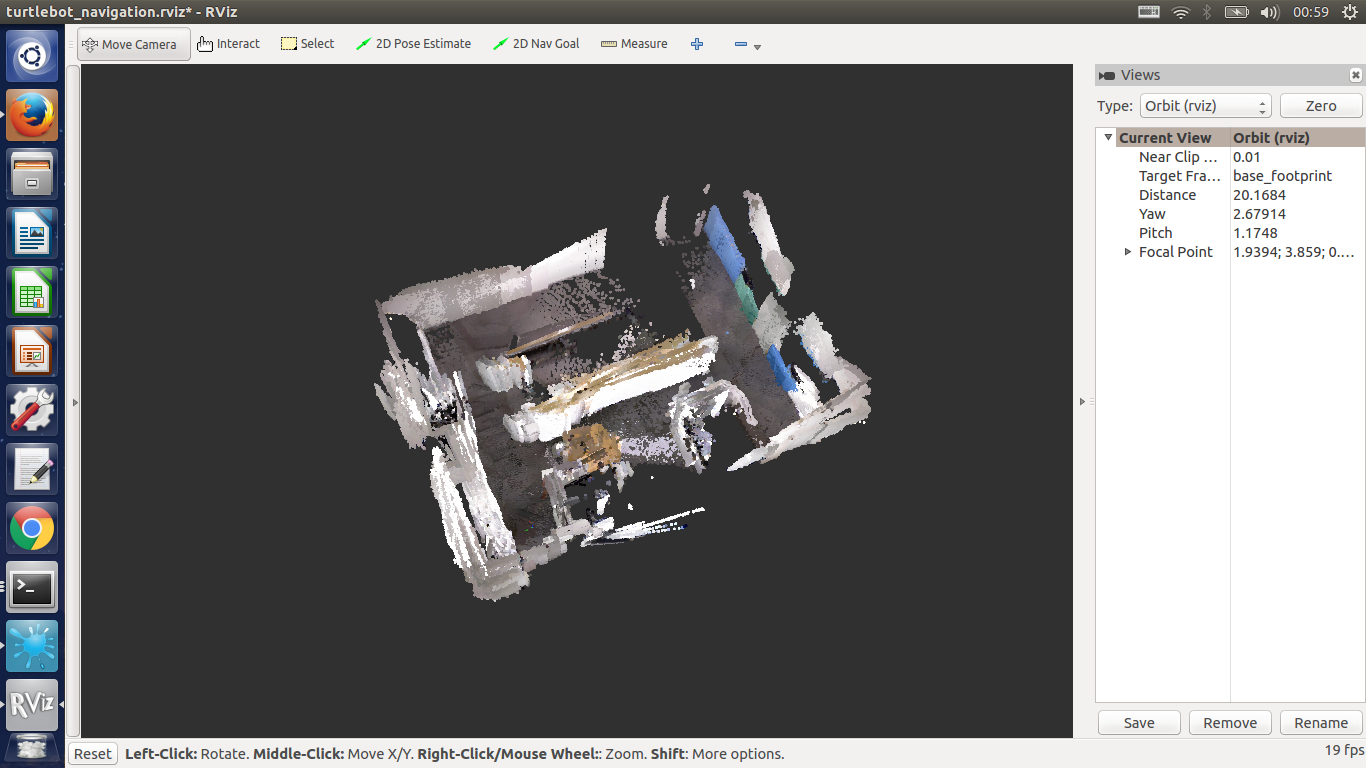 turtlebot_navigation.rviz* - RViz
00:59
Move Camera Interact Select 2D Pose Estimate 2D Nav Goal Measure
Views
Type: Orbit (rviz) Zero
Current View Orbit (rviz)
Near Clip ... 0.01
Target Fra... base_footprint
Distance 20.1684
Yaw 2.67914
Pitch 1.1748
Focal Point 1.9394; 3.859; 0....
RViz
Save Remove Rename
Reset Left-Click: Rotate. Middle-Click: Move X/Y. Right-Click/Mouse Wheel:: Zoom. Shift: More options.
19 fps